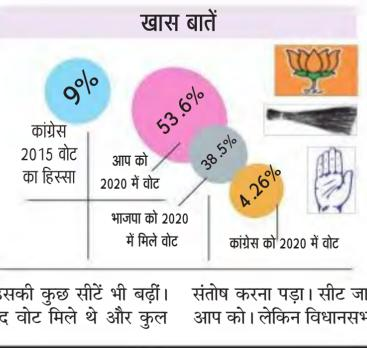 खास बातें
9%
कांग्रेस
2015 वोट
का हिस्सा
53.6%
आप को
2020 में वोट
38.5%
भाजपा को 2020
में मिले वोट
4.26%
कांग्रेस को 2020 में वोट
सकी कुछ सीटें भी बढ़ीं।
वोट मिले थे और कुल
संतोष करना पड़ा। सीट
आप को। लेकिन